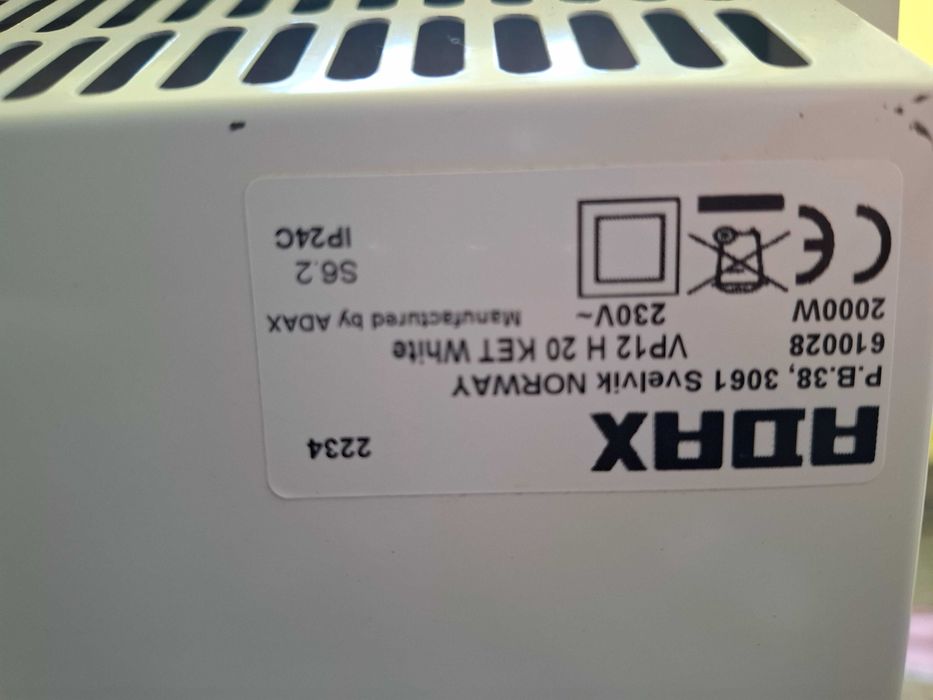 ADAX 2234
P.B.38, 3061 Svelvik NORWAY
610028 VP12 H 20 KET White
2000W 230V~ Manufactured by ADAX
S6.2
CE IP24C